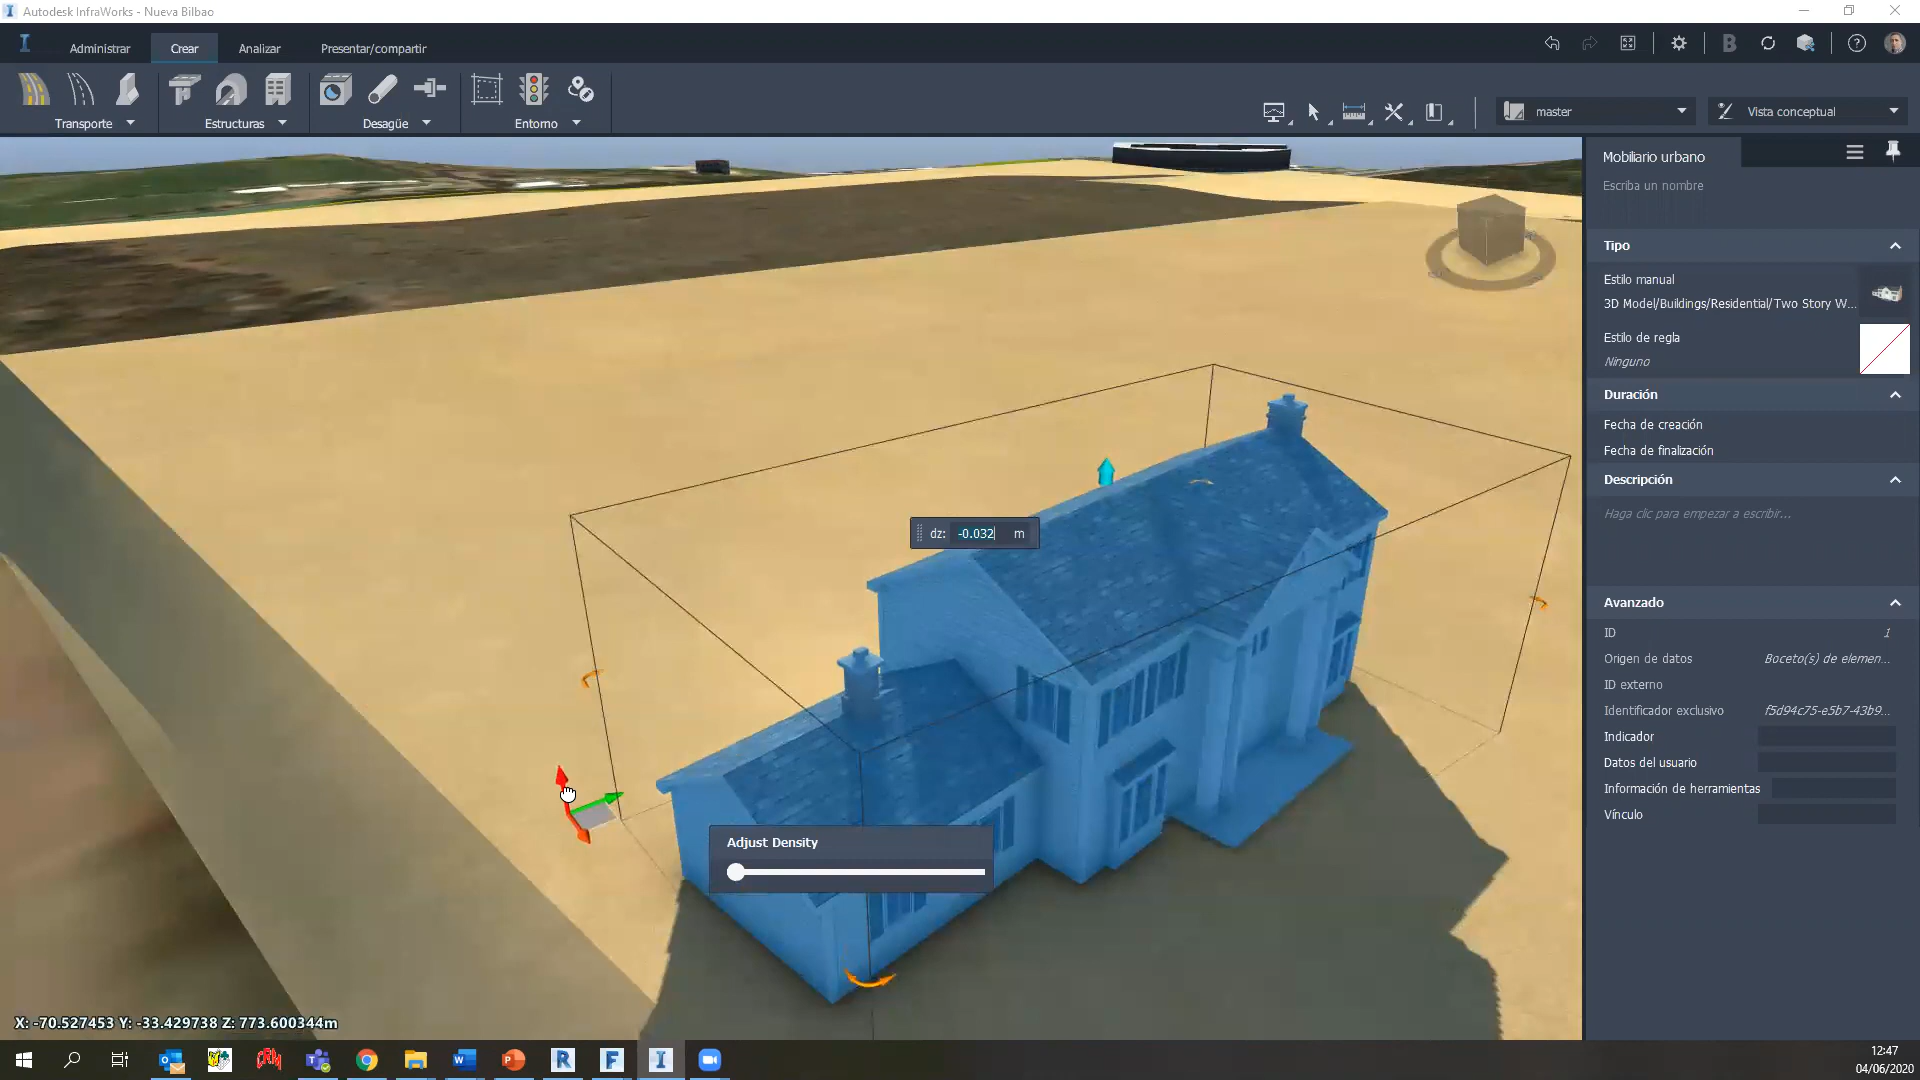 Autodesk InfraWorks - Nueva Bilbao
Administrar
Crear
Analizar
Presentar/compartir
Transporte
Estructuras
Desagüe
Entorno
master
Vista conceptual
Mobiliario urbano
Escriba un nombre
Tipo
Estilo manual
3D Model/Buildings/Residential/Two Story W...
Estilo de regla
Ninguno
Duración
Fecha de creación
Fecha de finalización
Descripción
Haga clic para empezar a escribir...
Avanzado
ID 1
Origen de datos Boceto(s) de elemen...
ID externo
Identificador exclusivo f5d94c75-e5b7-43b9...
Indicador
Datos del usuario
Información de herramientas
Vínculo
dz: -0.032 m
Adjust Density
X: -70.527453 Y: -33.429738 Z: 773.600344m
CRM
12:47
04/06/2020